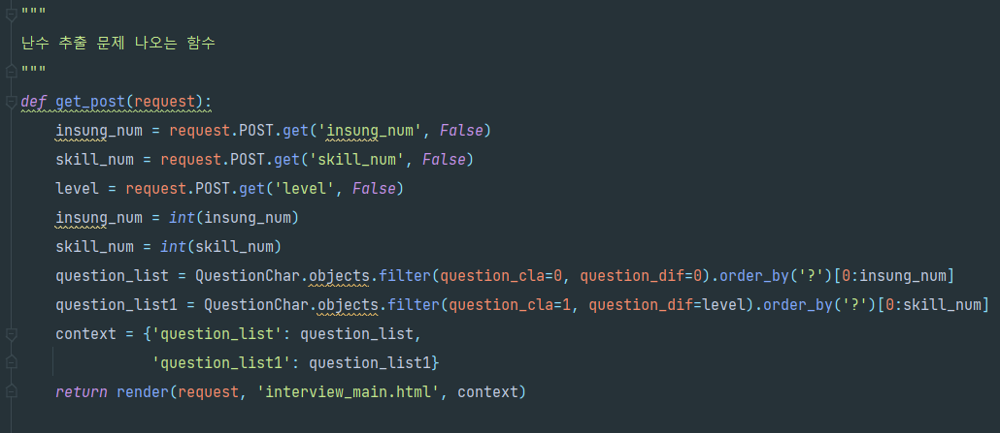 """
난수 추출 문제 나오는 함수
"""
def get_post(request):
    insung_num = request.POST.get('insung_num', False)
    skill_num = request.POST.get('skill_num', False)
    level = request.POST.get('level', False)
    insung_num = int(insung_num)
    skill_num = int(skill_num)
    question_list = QuestionChar.objects.filter(question_cla=0, question_dif=0).order_by('?')[0:insung_num]
    question_list1 = QuestionChar.objects.filter(question_cla=1, question_dif=level).order_by('?')[0:skill_num]
    context = {'question_list': question_list,
               'question_list1': question_list1}
    return render(request, 'interview_main.html', context)